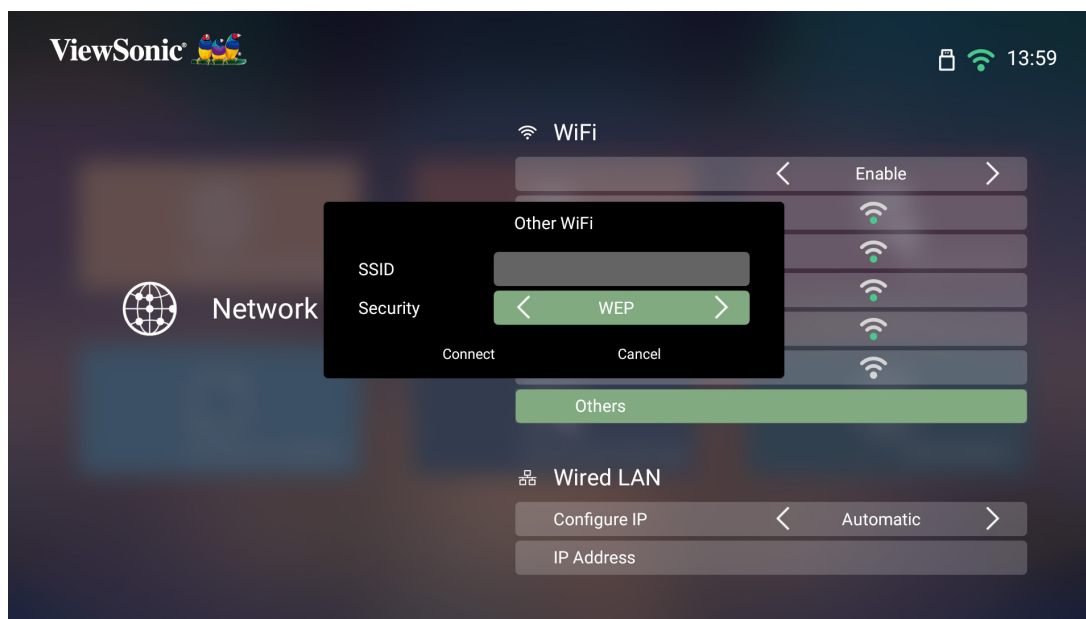 ViewSonic®
13:59
WiFi
Enable
Other WiFi
SSID
Network
Security
WEP
Connect
Cancel
Others
Wired LAN
Configure IP
Automatic
IP Address